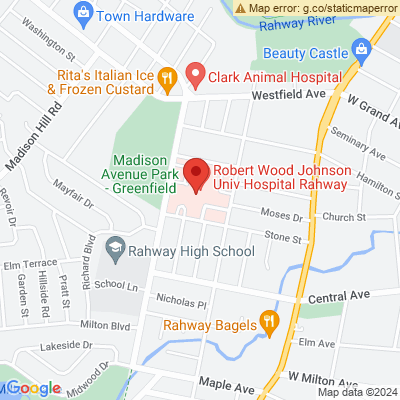 Map error: g.co/staticmaperror
Rahway River
Town Hardware
Washington St
Beauty Castle
Rita's Italian Ice
& Frozen Custard
Clark Animal Hospital
Westfield Ave
W Grand Ave
Madison Hill Rd
Seminary Ave
Madison
Avenue Park
- Greenfield
Robert Wood Johnson
Univ Hospital Rahway
Hamilton St
Mayfair Dr
Revoir Dr
Moses Dr
Church St
Stone St
Richard Blvd
Rahway High School
Elm Terrace
Garden St
Hillside Rd
Pratt St
School Ln
Nicholas Pl
Central Ave
Milton Blvd
Rahway Bagels
Lakeside Dr
Elm Ave
Midwood Dr
Maple Ave
W Milton Ave
Google
Map data ©2024